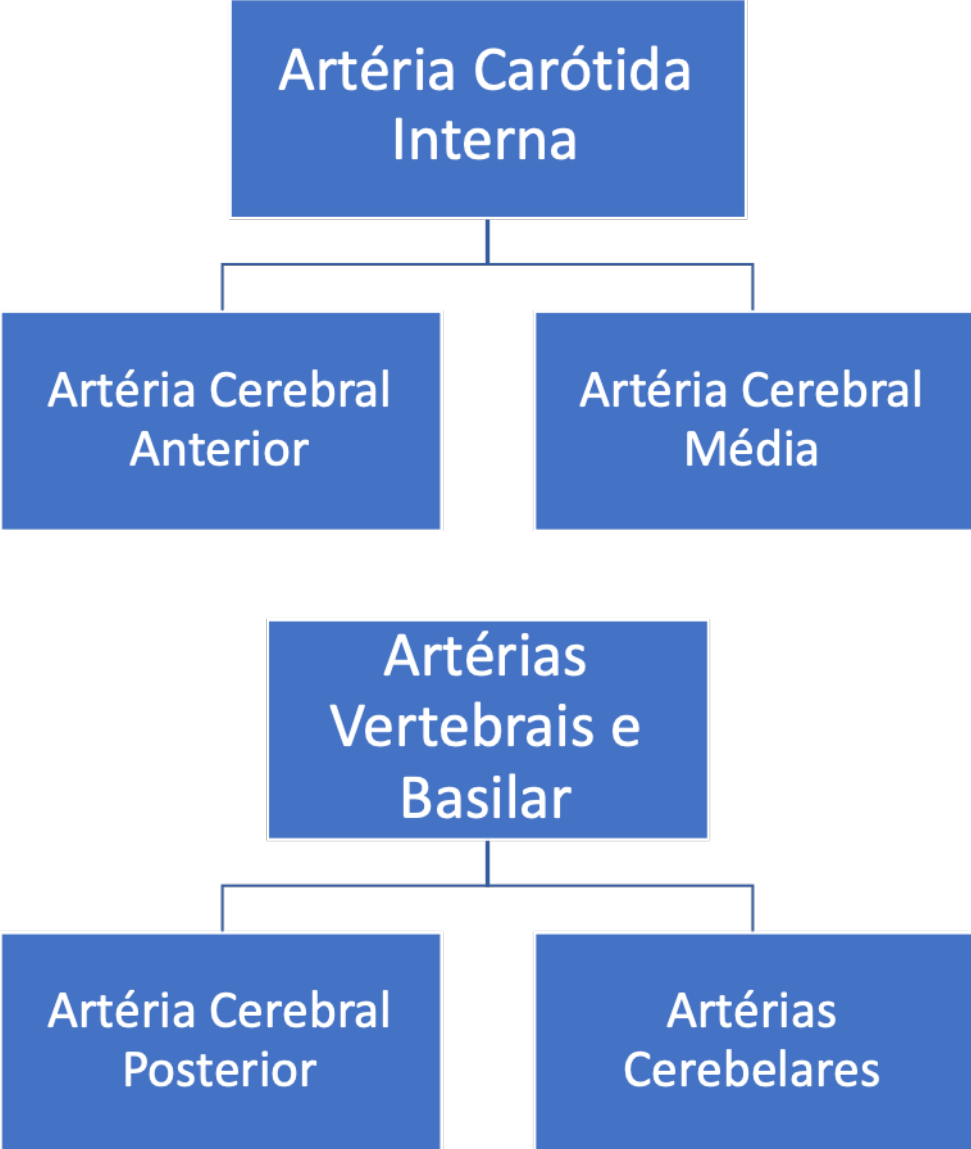 Artéria Carótida
Interna
Artéria Cerebral
Anterior
Artéria Cerebral
Média
Artérias
Vertebrais e
Basilar
Artéria Cerebral
Posterior
Artérias
Cerebelares